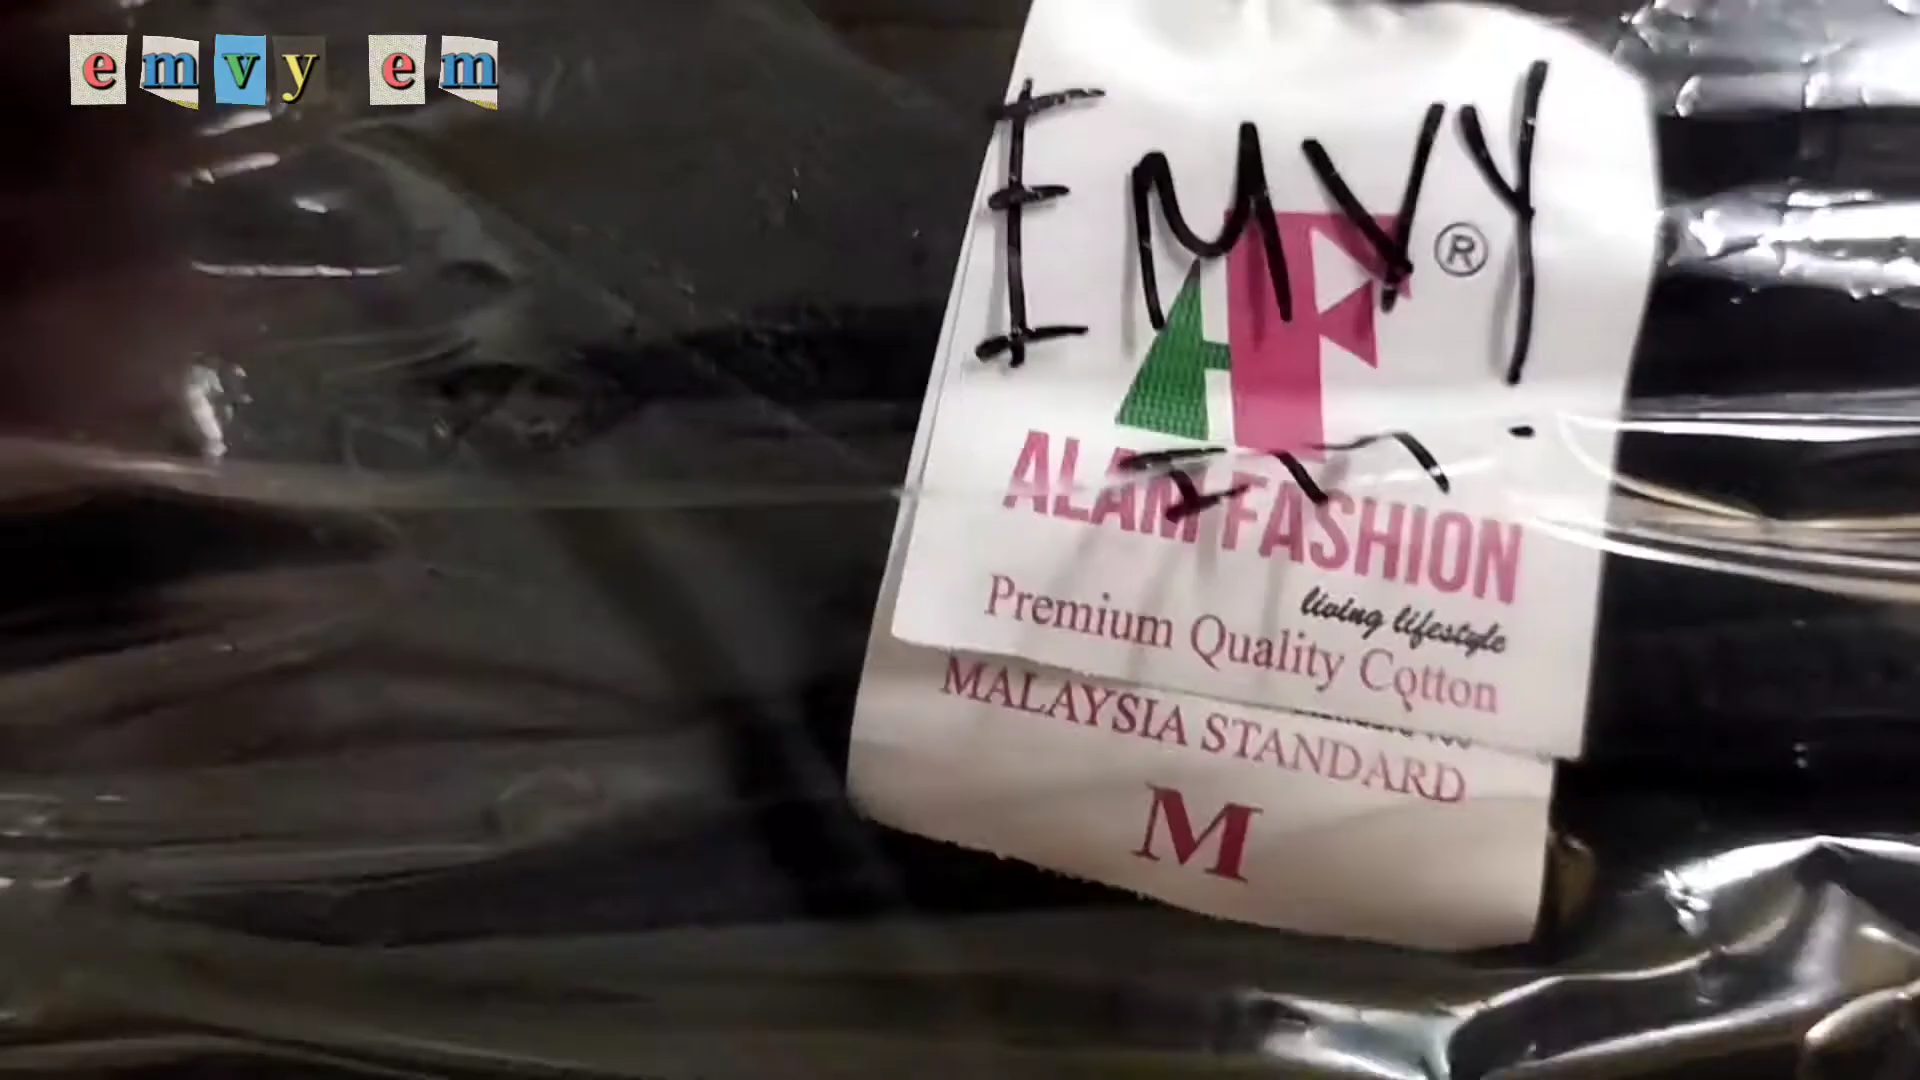 emvy em
EMVY
AF®
ALAM FASHION
living lifestyle
Premium Quality Cotton
MALAYSIA STANDARD
M